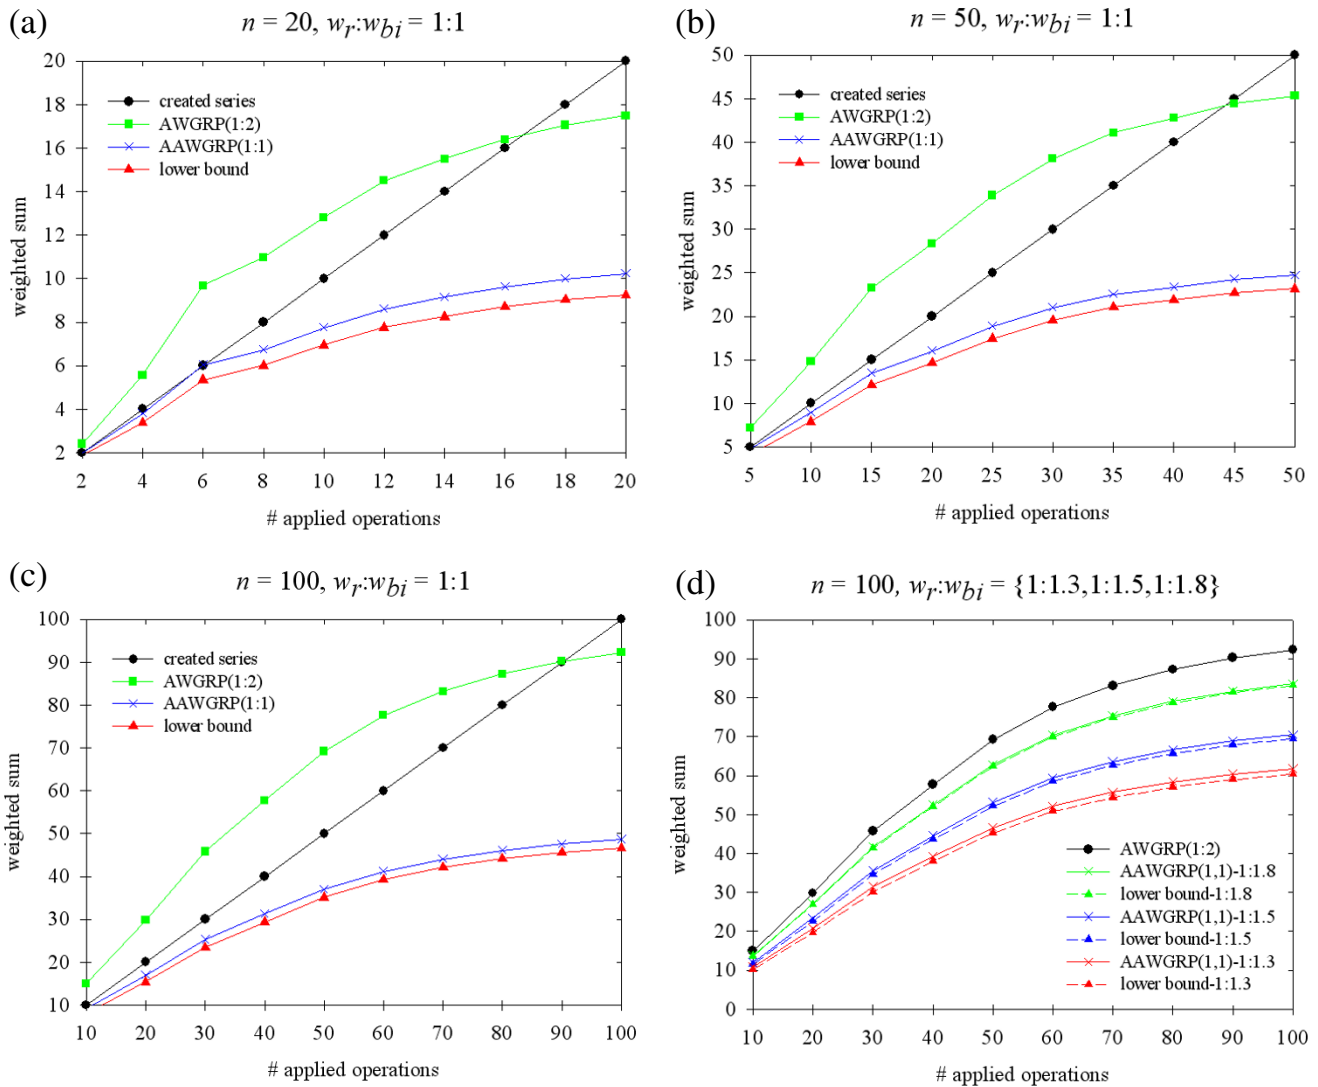 (a)
n = 20, wr:wbi = 1:1
20
18
16
14
12
10
8
6
4
2
weighted sum
created series
AWGRP(1:2)
AAWGRP(1:1)
lower bound
2 4 6 8 10 12 14 16 18 20
# applied operations
(b)
n = 50, wr:wbi = 1:1
50
45
40
35
30
25
20
15
10
5
weighted sum
created series
AWGRP(1:2)
AAWGRP(1:1)
lower bound
5 10 15 20 25 30 35 40 45 50
# applied operations
(c)
n = 100, wr:wbi = 1:1
100
90
80
70
60
50
40
30
20
10
weighted sum
created series
AWGRP(1:2)
AAWGRP(1:1)
lower bound
10 20 30 40 50 60 70 80 90 100
# applied operations
(d)
n = 100, wr:wbi = {1:1.3,1:1.5,1:1.8}
100
90
80
70
60
50
40
30
20
10
0
weighted sum
AWGRP(1:2)
AAWGRP(1,1)-1:1.8
lower bound-1:1.8
AAWGRP(1,1)-1:1.5
lower bound-1:1.5
AAWGRP(1,1)-1:1.3
lower bound-1:1.3
10 20 30 40 50 60 70 80 90 100
# applied operations